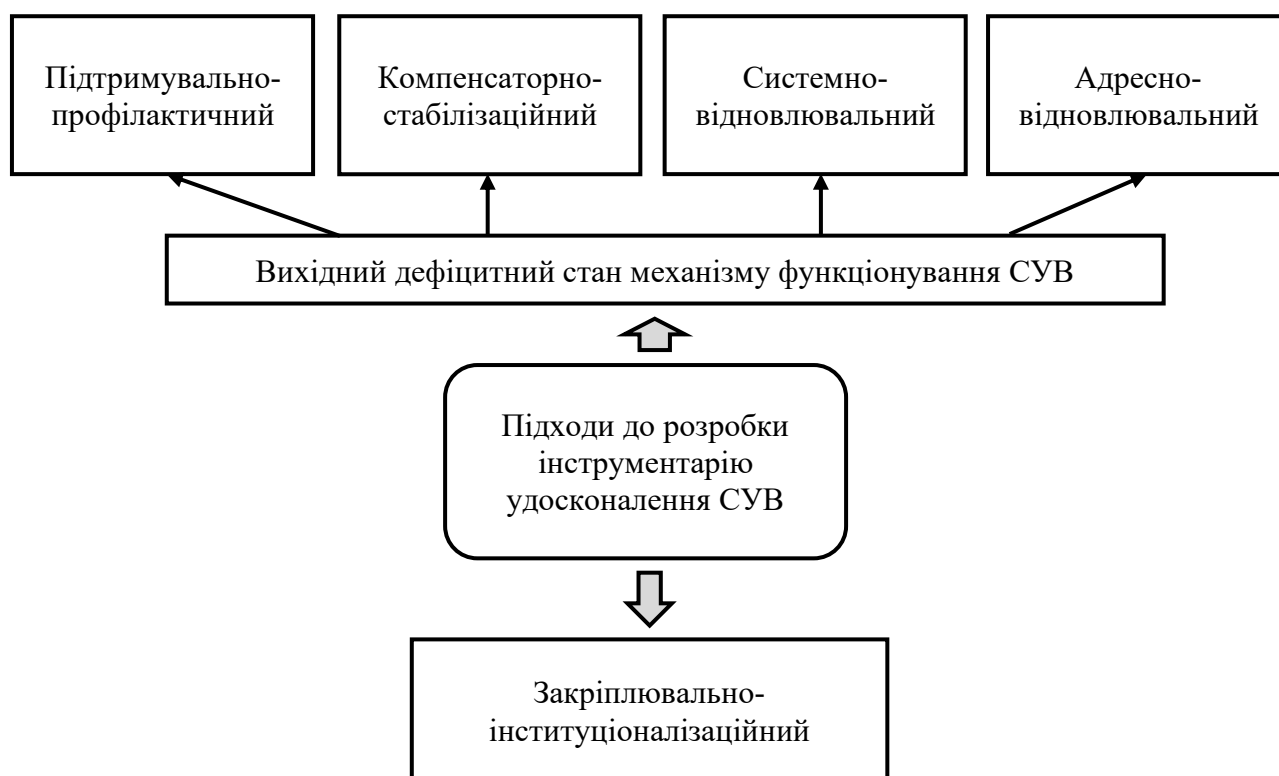 Підтримувально-
профілактичний
Компенсаторно-
стабілізаційний
Системно-
відновлювальний
Адресно-
відновлювальний
Вихідний дефіцитний стан механізму функціонування СУВ
Підходи до розробки
інструментарію
удосконалення СУВ
Закріплювально-
інституціоналізаційний